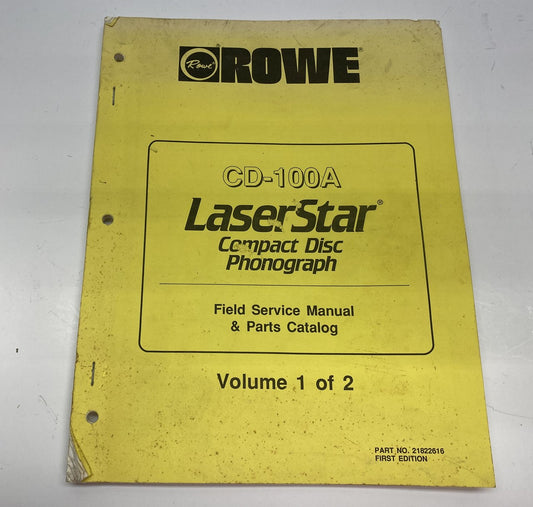 Rowe
ROWE®
CD-100A
LaserStar®
Compact Disc
Phonograph
Field Service Manual
& Parts Catalog
Volume 1 of 2
PART NO. 21822616
FIRST EDITION